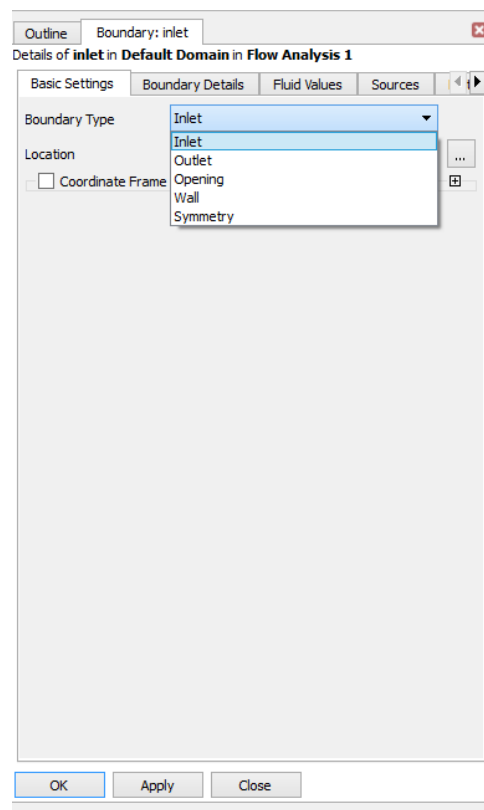 Outline Boundary: inlet
Details of inlet in Default Domain in Flow Analysis 1
Basic Settings Boundary Details Fluid Values Sources
Boundary Type Inlet
Inlet
Location ...
Outlet
Coordinate Frame Opening
Wall
Symmetry
OK Apply Close